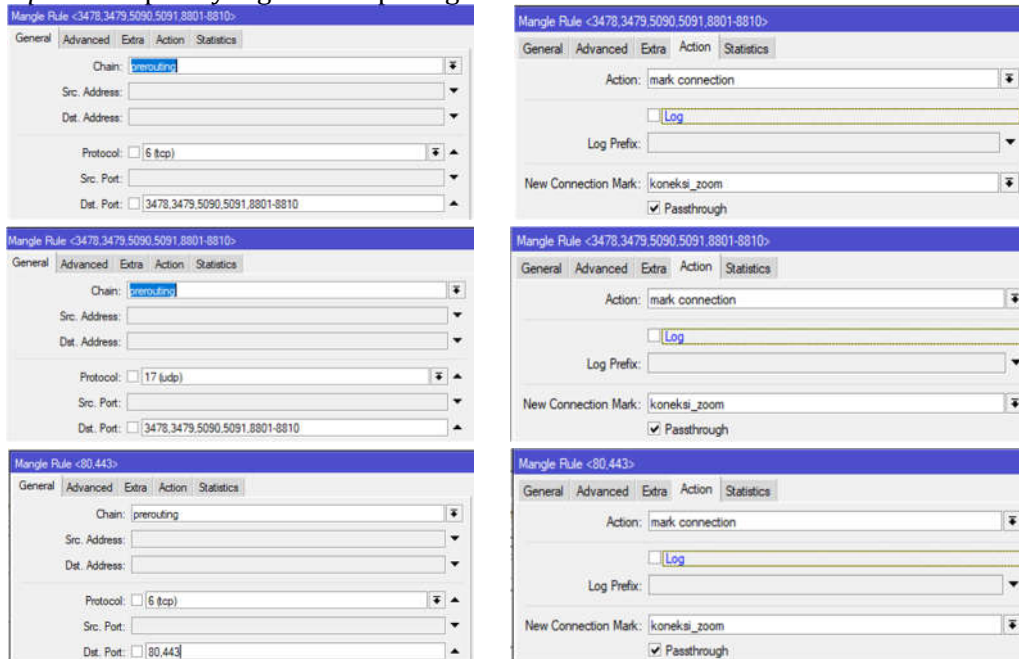 Mangle Rule <3478,3479,5090,5091,8801-8810>
General Advanced Extra Action Statistics
Chain: prerouting
Src. Address:
Dst. Address:
Protocol: 6 (tcp)
Src. Port:
Dst. Port: 3478,3479,5090,5091,8801-8810
Mangle Rule <3478,3479,5090,5091,8801-8810>
General Advanced Extra Action Statistics
Action: mark connection
Log
Log Prefix:
New Connection Mark: koneksi_zoom
Passthrough
Mangle Rule <3478,3479,5090,5091,8801-8810>
General Advanced Extra Action Statistics
Chain: prerouting
Src. Address:
Dst. Address:
Protocol: 17 (udp)
Src. Port:
Dst. Port: 3478,3479,5090,5091,8801-8810
Mangle Rule <3478,3479,5090,5091,8801-8810>
General Advanced Extra Action Statistics
Action: mark connection
Log
Log Prefix:
New Connection Mark: koneksi_zoom
Passthrough
Mangle Rule <80,443>
General Advanced Extra Action Statistics
Chain: prerouting
Src. Address:
Dst. Address:
Protocol: 6 (tcp)
Src. Port:
Dst. Port: 80,443
Mangle Rule <80,443>
General Advanced Extra Action Statistics
Action: mark connection
Log
Log Prefix:
New Connection Mark: koneksi_zoom
Passthrough